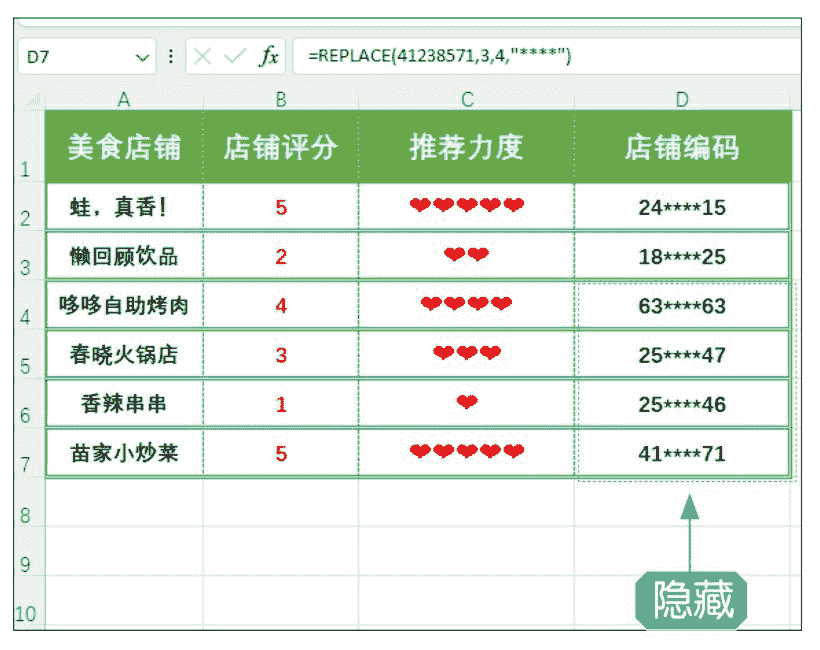 D7 fx =REPLACE(41238571,3,4,"****")
A B C D
1 美食店铺 店铺评分 推荐力度 店铺编码
2 蛙，真香！ 5 ❤❤❤❤❤ 24****15
3 懒回顾饮品 2 ❤❤ 18****25
4 哆哆自助烤肉 4 ❤❤❤❤ 63****63
5 春晓火锅店 3 ❤❤❤ 25****47
6 香辣串串 1 ❤ 25****46
7 苗家小炒菜 5 ❤❤❤❤❤ 41****71
8
9
10
隐藏